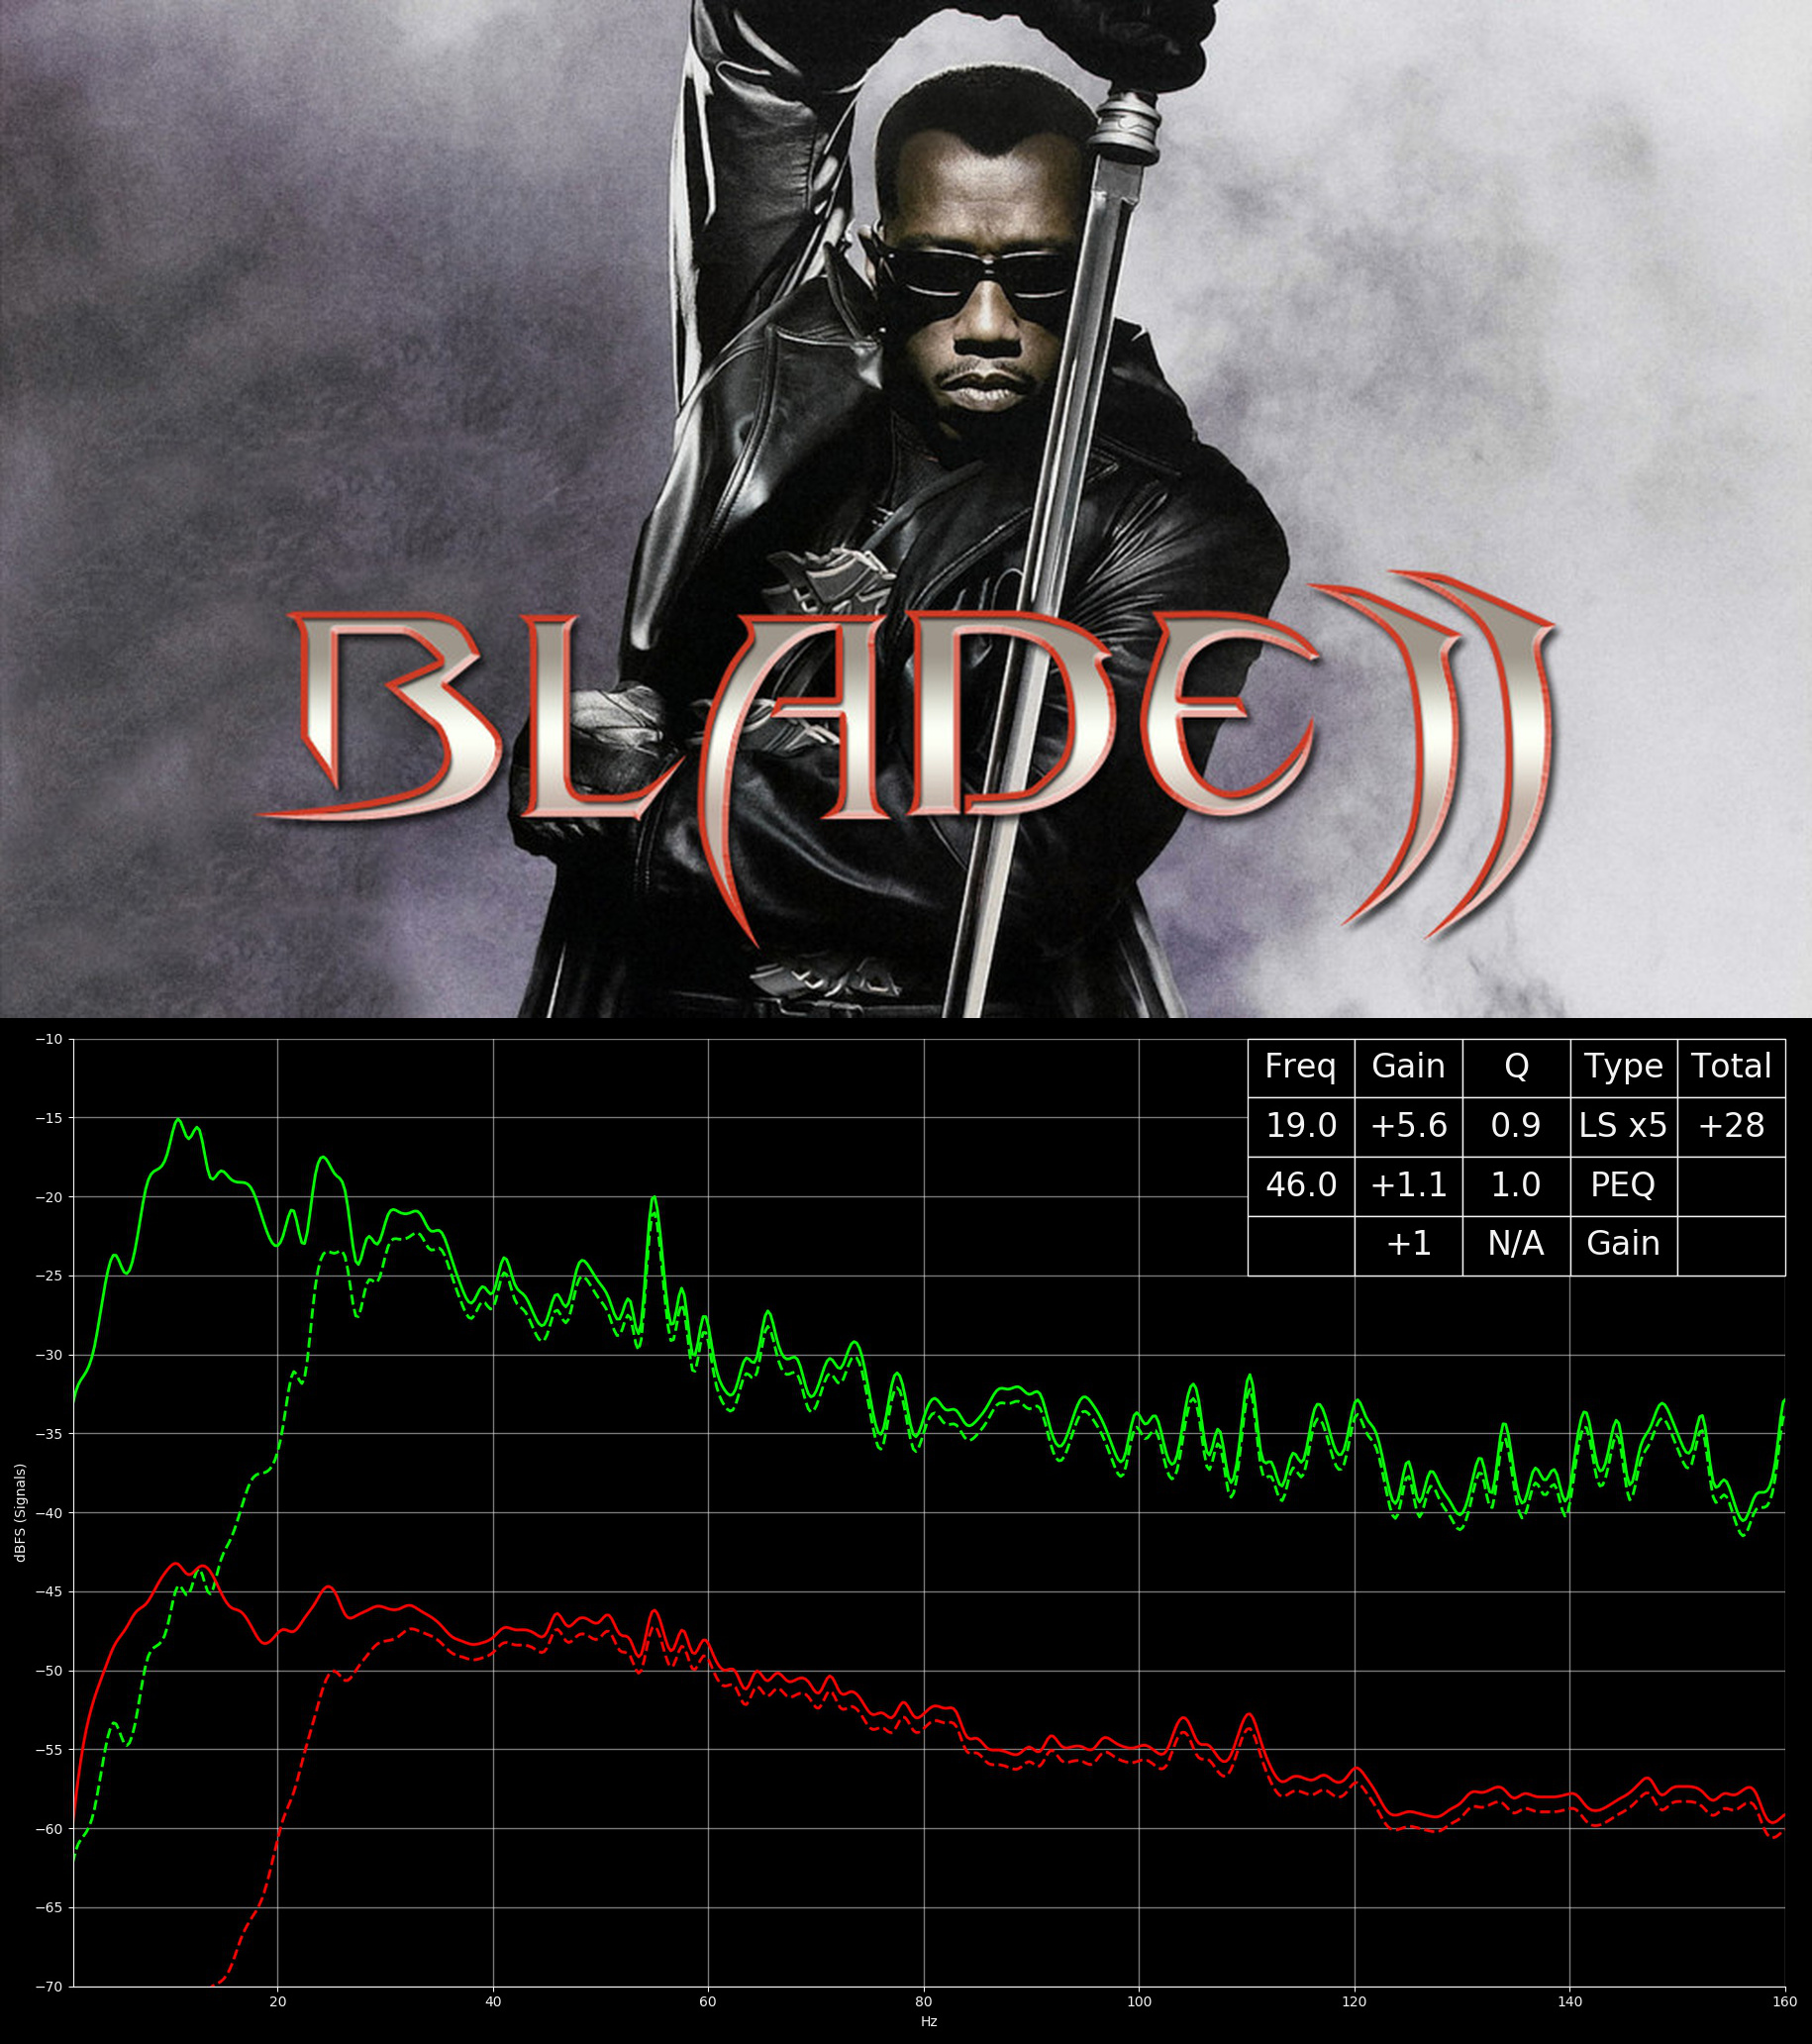 BLADE II
Freq Gain Q Type Total
19.0 +5.6 0.9 LS x5 +28
46.0 +1.1 1.0 PEQ
+1 N/A Gain
−10
−15
−20
−25
−30
−35
−40
−45
−50
−55
−60
−65
−70
dBFS (Signals)
20 40 60 80 100 120 140 160
Hz